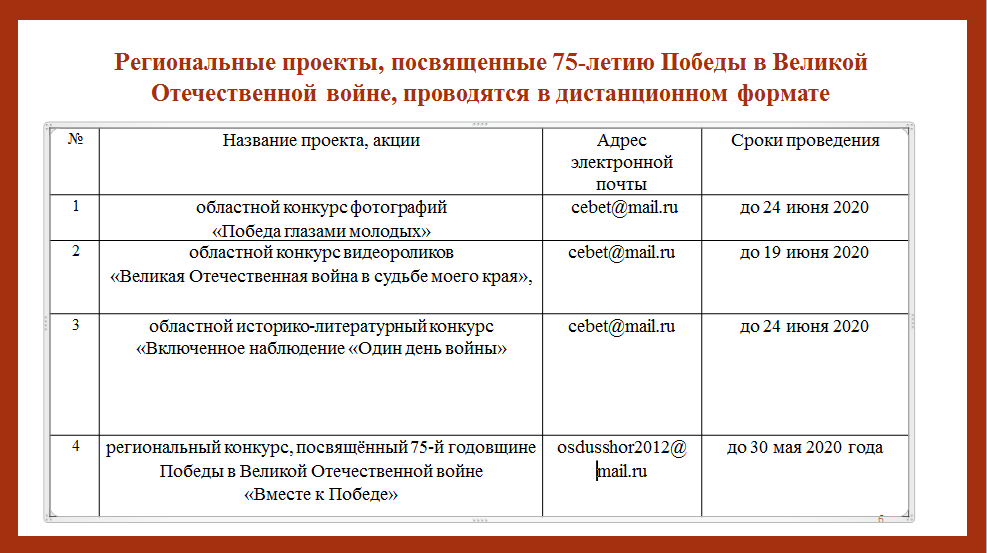 Региональные проекты, посвященные 75-летию Победы в Великой
Отечественной войне, проводятся в дистанционном формате
№ Название проекта, акции Адрес Сроки проведения
электронной
почты
1 областной конкурс фотографий cebet@mail.ru до 24 июня 2020
«Победа глазами молодых»
2 областной конкурс видеороликов cebet@mail.ru до 19 июня 2020
«Великая Отечественная война в судьбе моего края»,
3 областной историко-литературный конкурс cebet@mail.ru до 24 июня 2020
«Включенное наблюдение «Один день войны»
4 региональный конкурс, посвящённый 75-й годовщине osdusshor2012@ до 30 мая 2020 года
Победы в Великой Отечественной войне mail.ru
«Вместе к Победе»
6